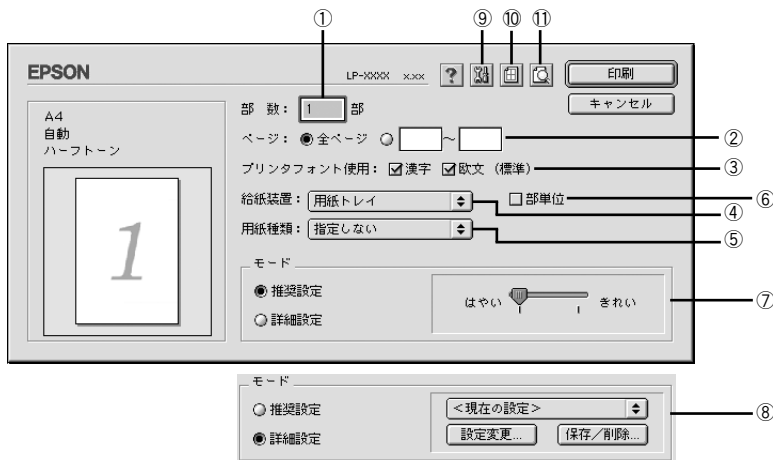 ① ⑨ ⑩ ⑪
EPSON
LP-XXXX x.xx
?
印刷
キャンセル
A4
自動
ハーフトーン
1
部 数： 1 部
ページ： 全ページ ～ ②
プリンタフォント使用： 漢字 欧文 (標準) ③
給紙装置： 用紙トレイ ④
部単位 ⑥
用紙種類： 指定しない ⑤
モード
推奨設定
詳細設定
はやい きれい ⑦
モード
推奨設定
詳細設定
<現在の設定> ⑧
設定変更... 保存／削除...